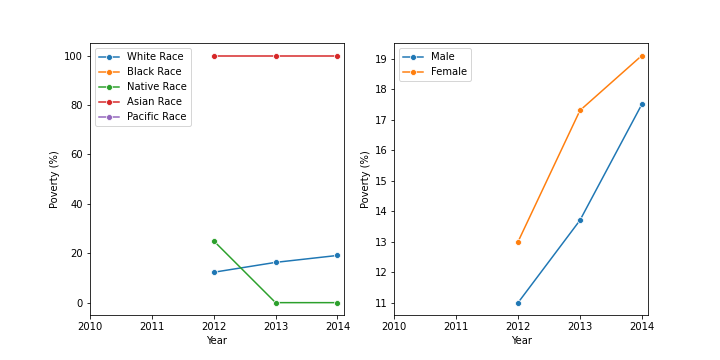 White Race
Black Race
Native Race
Asian Race
Pacific Race
100
80
60
40
20
0
Poverty (%)
2010 2011 2012 2013 2014
Year
Male
Female
19
18
17
16
15
14
13
12
11
Poverty (%)
2010 2011 2012 2013 2014
Year